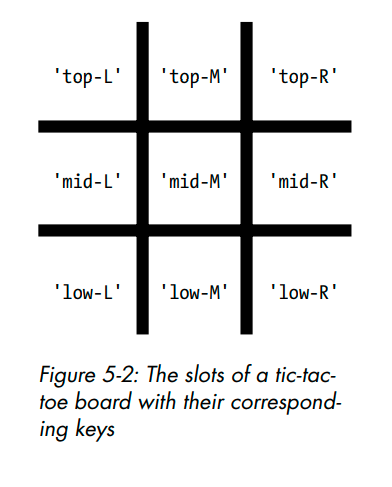 'top-L' 'top-M' 'top-R'
'mid-L' 'mid-M' 'mid-R'
'low-L' 'low-M' 'low-R'
Figure 5-2: The slots of a tic-tac-
toe board with their correspond-
ing keys